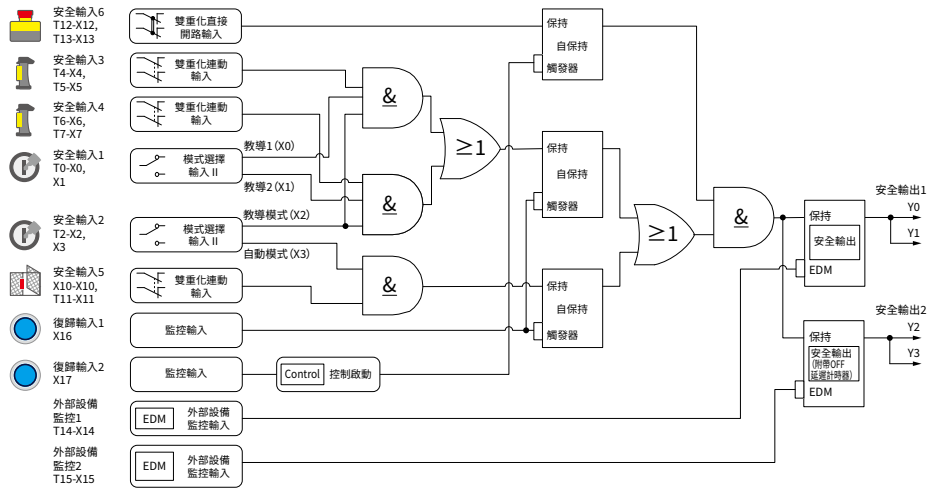 安全輸入6
T12-X12,
T13-X13
雙重化直接
開路輸入
安全輸入3
T4-X4,
T5-X5
雙重化連動
輸入
安全輸入4
T6-X6,
T7-X7
雙重化連動
輸入
安全輸入1
T0-X0,
X1
模式選擇
輸入 II
教導1 (X0)
教導2 (X1)
安全輸入2
T2-X2,
X3
模式選擇
輸入 II
教導模式 (X2)
自動模式 (X3)
安全輸入5
X10-X10,
T11-X11
雙重化連動
輸入
復歸輸入1
X16
監控輸入
復歸輸入2
X17
監控輸入
Control 控制啟動
外部設備
監控1
T14-X14
EDM
外部設備
監控輸入
外部設備
監控2
T15-X15
EDM
外部設備
監控輸入
&
&
&
≥1
保持
自保持
觸發器
保持
自保持
觸發器
保持
自保持
觸發器
≥1
&
保持
安全輸出
EDM
安全輸出1
Y0
Y1
保持
安全輸出
(附帶OFF
延遲計時器)
EDM
安全輸出2
Y2
Y3